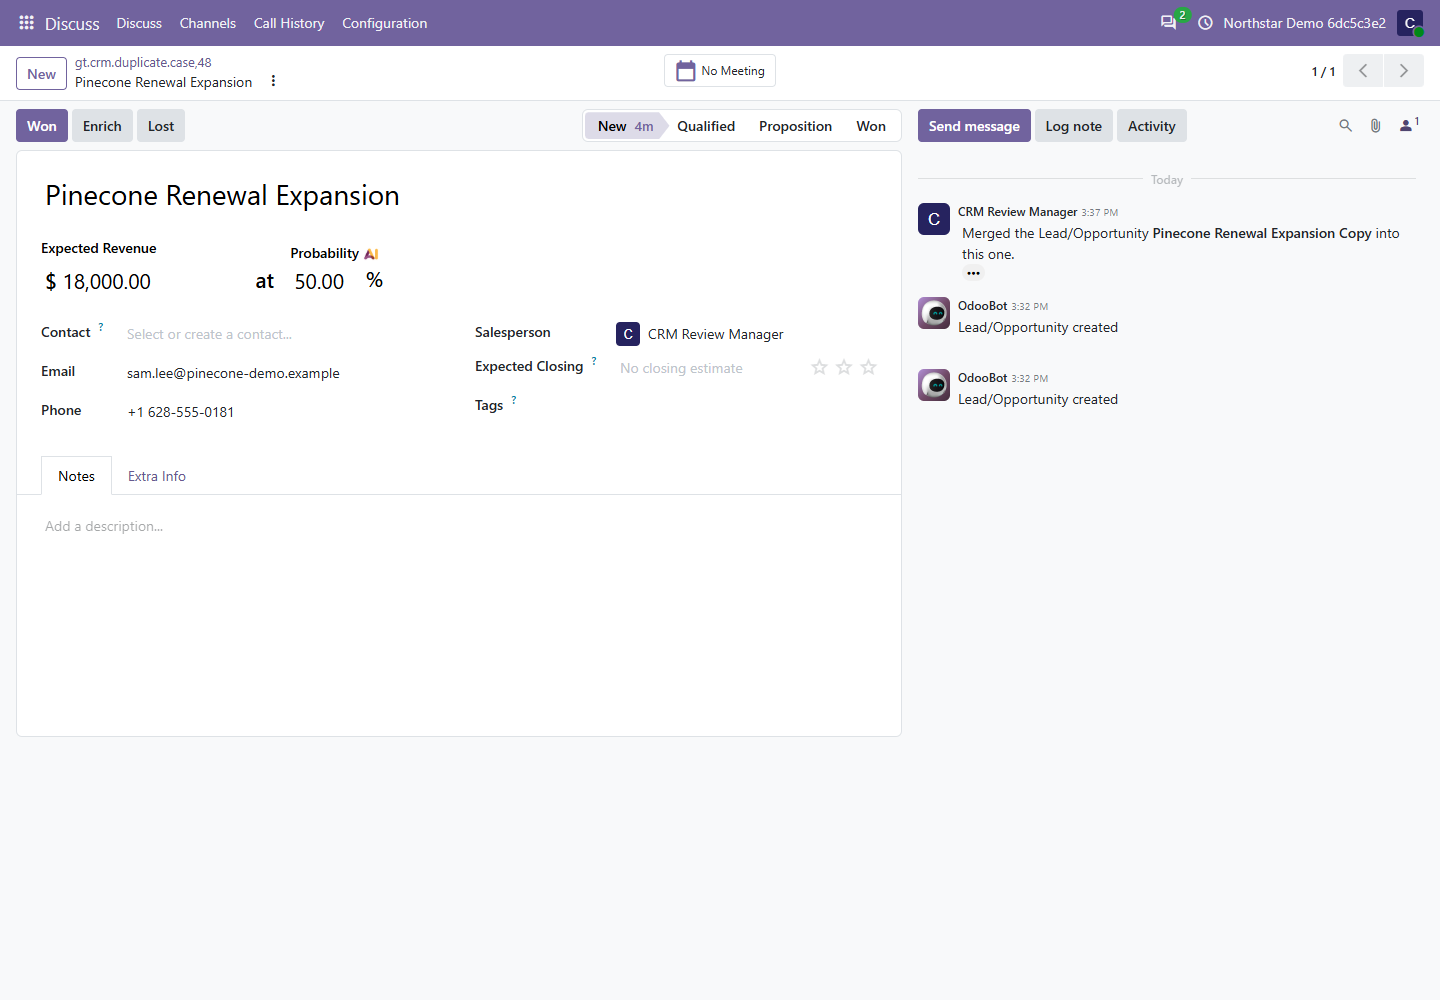 Discuss Discuss Channels Call History Configuration 2 Northstar Demo 6dc5c3e2 C
New gt.crm.duplicate.case,48
Pinecone Renewal Expansion
No Meeting
1 / 1
Won Enrich Lost
New 4m Qualified Proposition Won
Pinecone Renewal Expansion
Expected Revenue
$ 18,000.00
at
Probability AI
50.00 %
Contact ? Select or create a contact...
Email sam.lee@pinecone-demo.example
Phone +1 628-555-0181
Salesperson C CRM Review Manager
Expected Closing ? No closing estimate
Tags ?
Notes Extra Info
Add a description...
Send message Log note Activity 1
Today
C CRM Review Manager 3:37 PM
Merged the Lead/Opportunity Pinecone Renewal Expansion Copy into
this one.
OdooBot 3:32 PM
Lead/Opportunity created
OdooBot 3:32 PM
Lead/Opportunity created